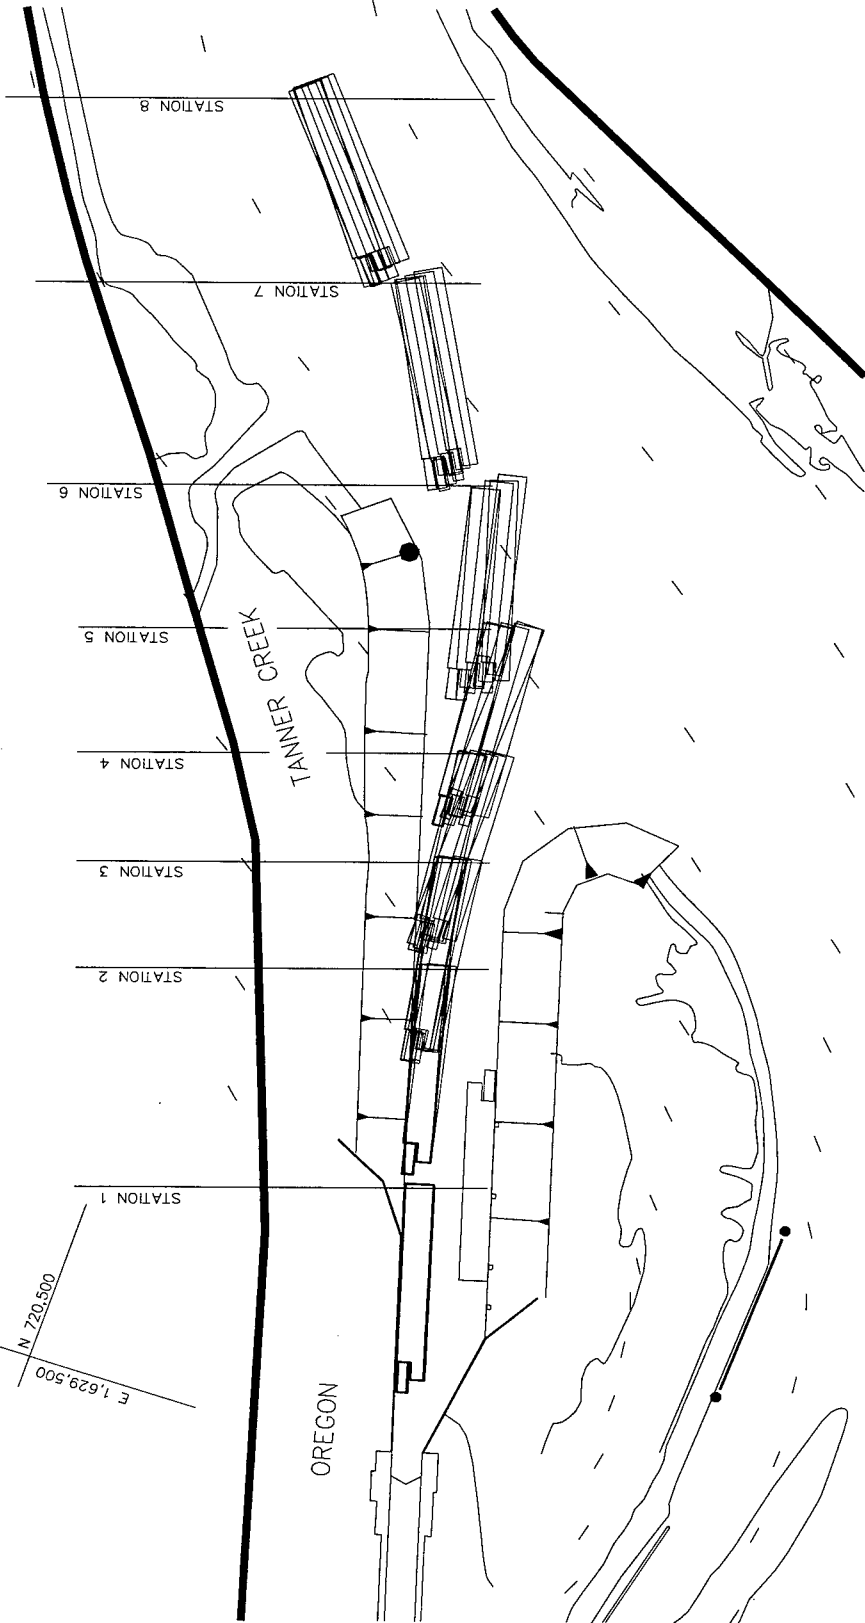 STATION 8
STATION 7
STATION 6
STATION 5
TANNER CREEK
STATION 4
STATION 3
STATION 2
STATION 1
N 720,500
E 1,629,500
OREGON